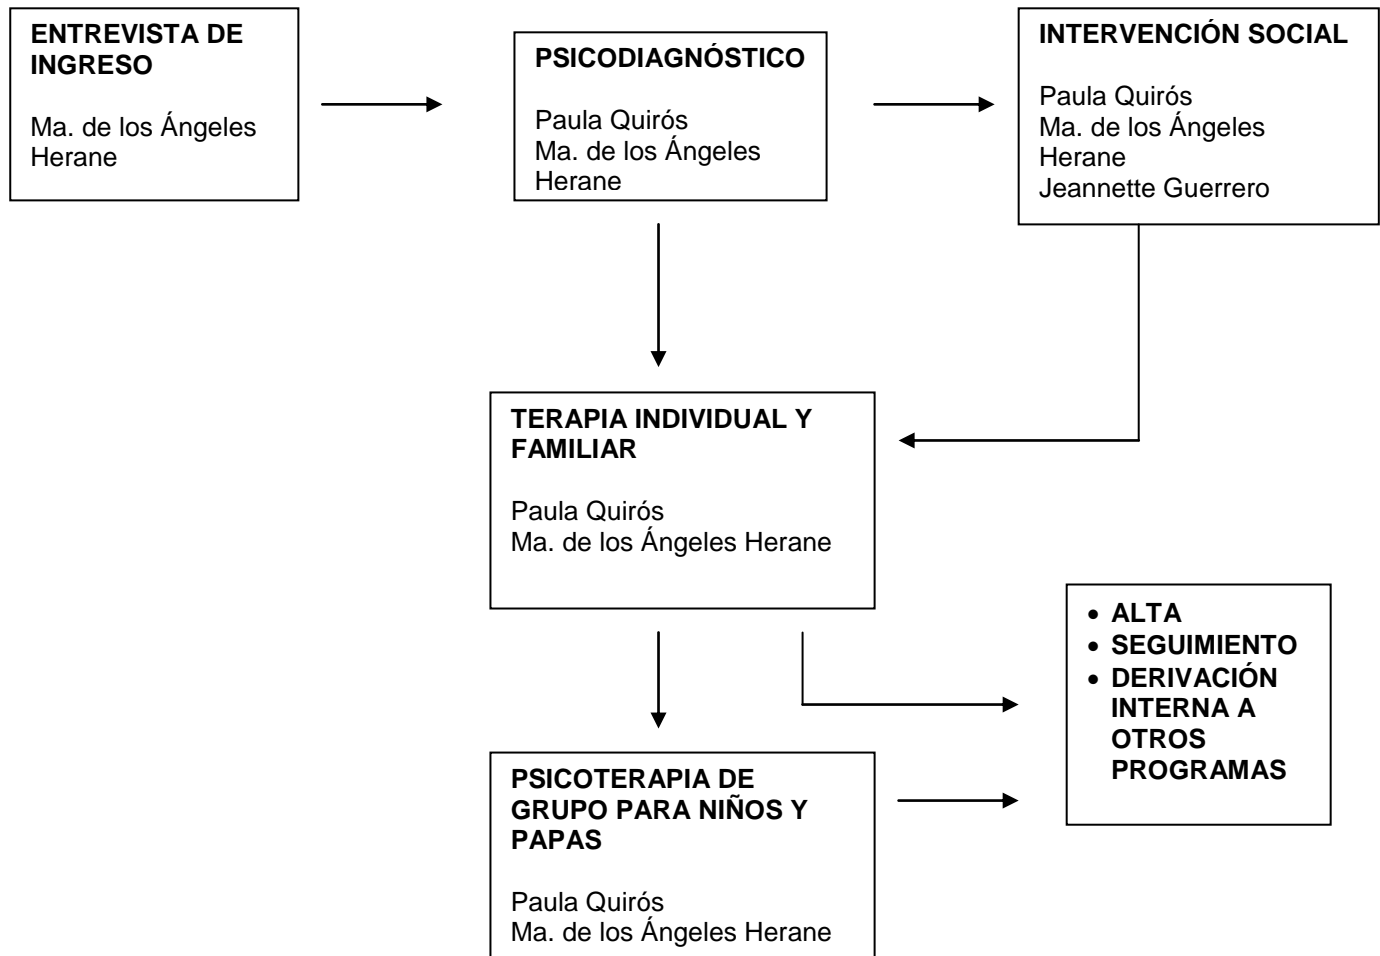 ENTREVISTA DE
INGRESO
Ma. de los Ángeles
Herane
PSICODIAGNÓSTICO
Paula Quirós
Ma. de los Ángeles
Herane
INTERVENCIÓN SOCIAL
Paula Quirós
Ma. de los Ángeles
Herane
Jeannette Guerrero
TERAPIA INDIVIDUAL Y
FAMILIAR
Paula Quirós
Ma. de los Ángeles Herane
• ALTA
• SEGUIMIENTO
• DERIVACIÓN
INTERNA A
OTROS
PROGRAMAS
PSICOTERAPIA DE
GRUPO PARA NIÑOS Y
PAPAS
Paula Quirós
Ma. de los Ángeles Herane